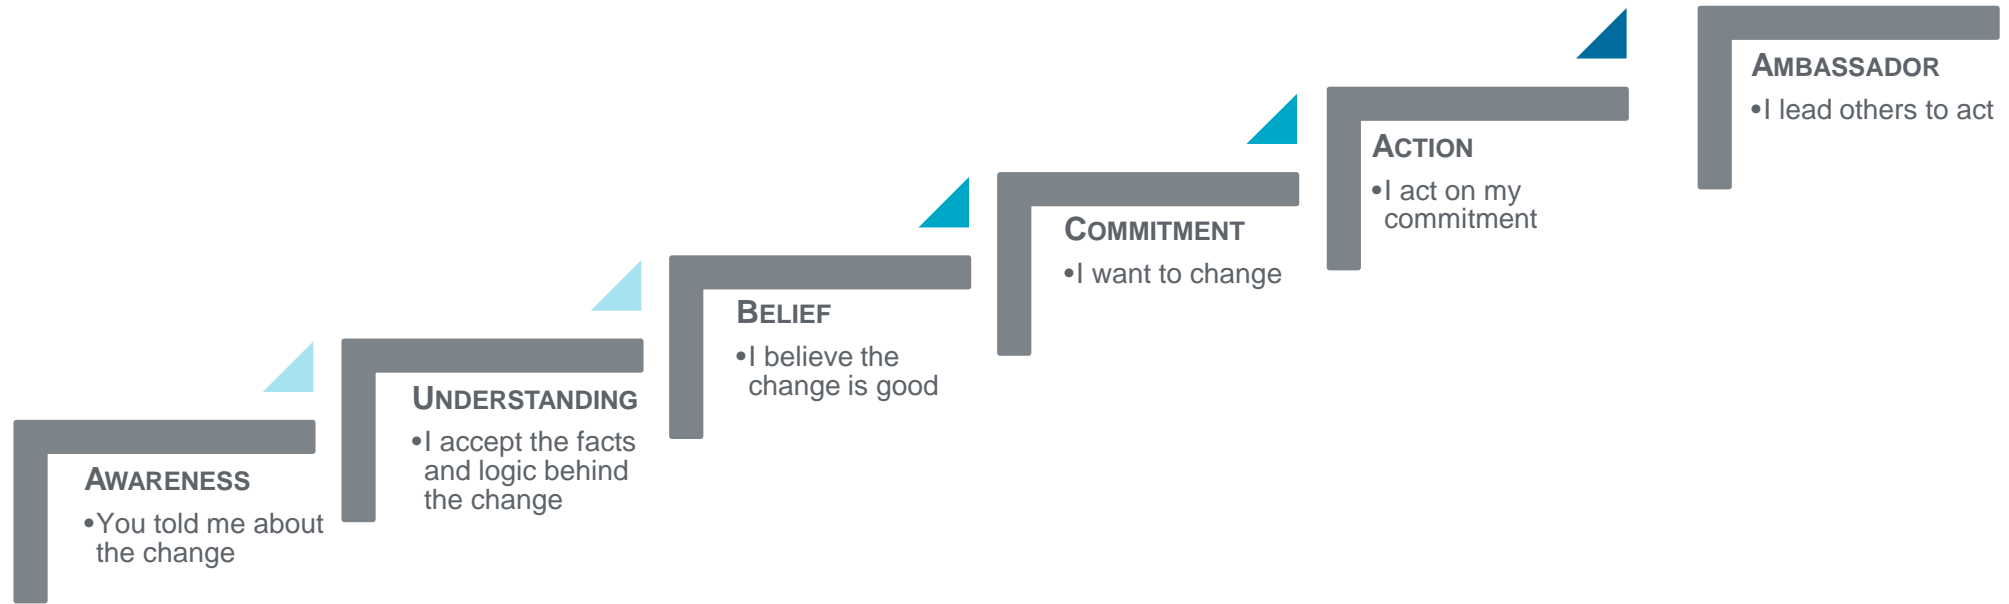 AWARENESS
•You told me about
the change
UNDERSTANDING
•I accept the facts
and logic behind
the change
BELIEF
•I believe the
change is good
COMMITMENT
•I want to change
ACTION
•I act on my
commitment
AMBASSADOR
•I lead others to act